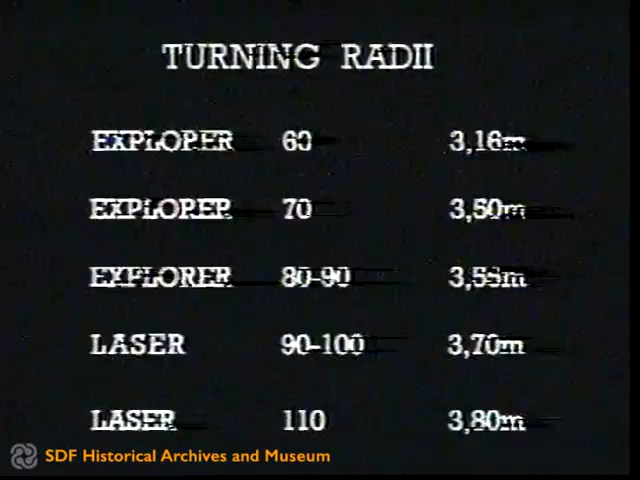 TURNING RADII
EXPLORER 60 3,16m
EXPLORER 70 3,50m
EXPLORER 80-90 3,55m
LASER 90-100 3,70m
LASER 110 3,80m
SDF Historical Archives and Museum